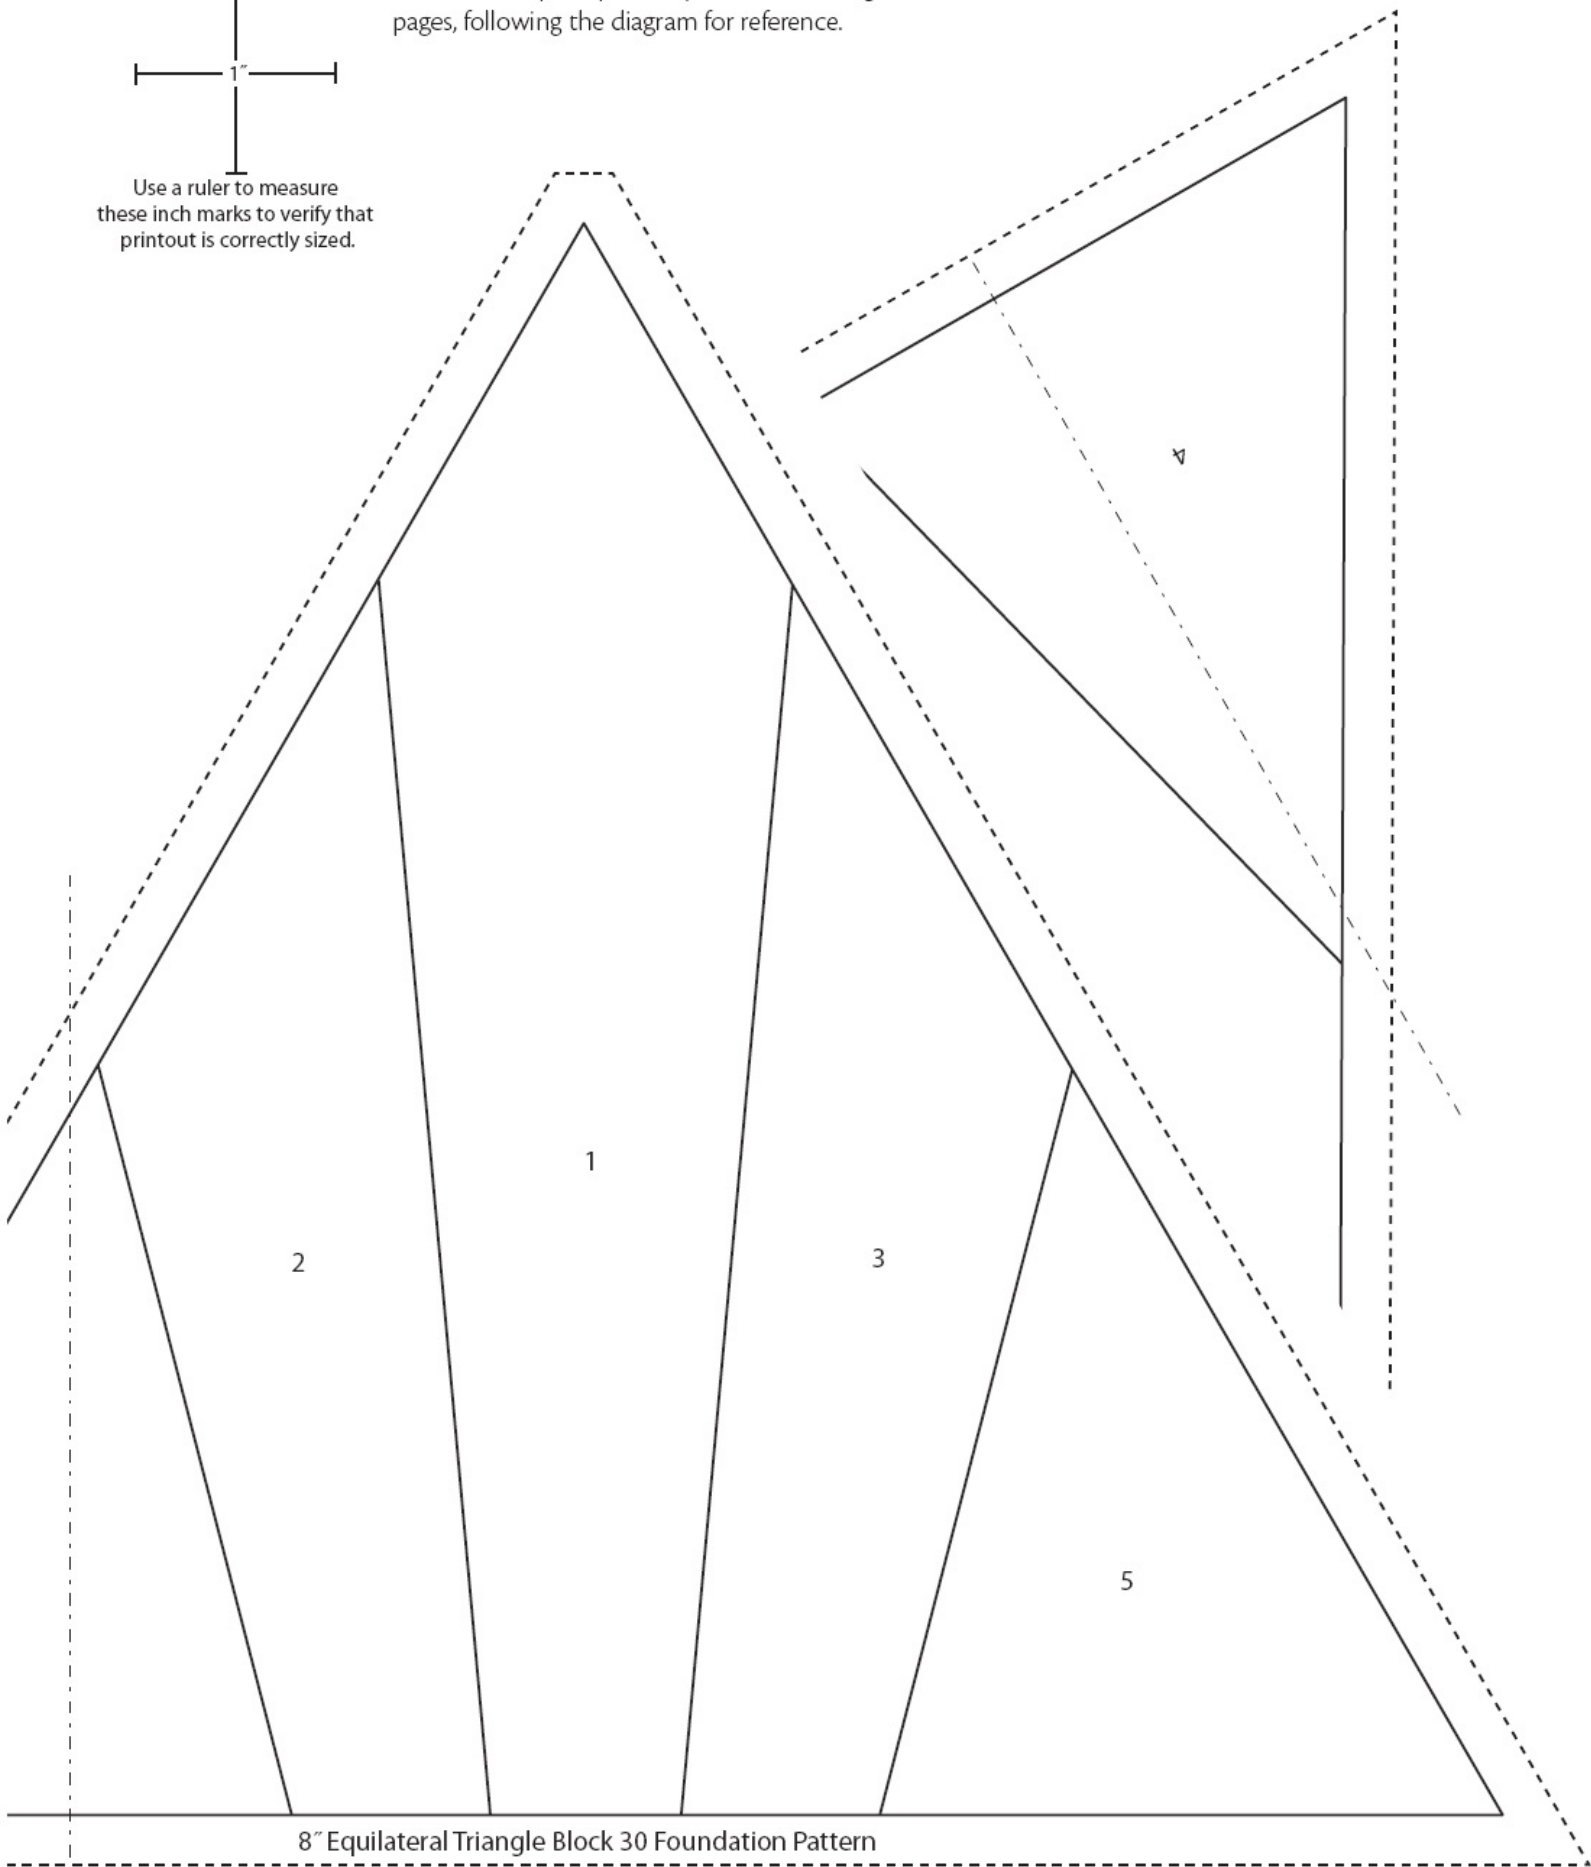 pages, following the diagram for reference.
1″
Use a ruler to measure
these inch marks to verify that
printout is correctly sized.
4
1
2
3
5
8″ Equilateral Triangle Block 30 Foundation Pattern